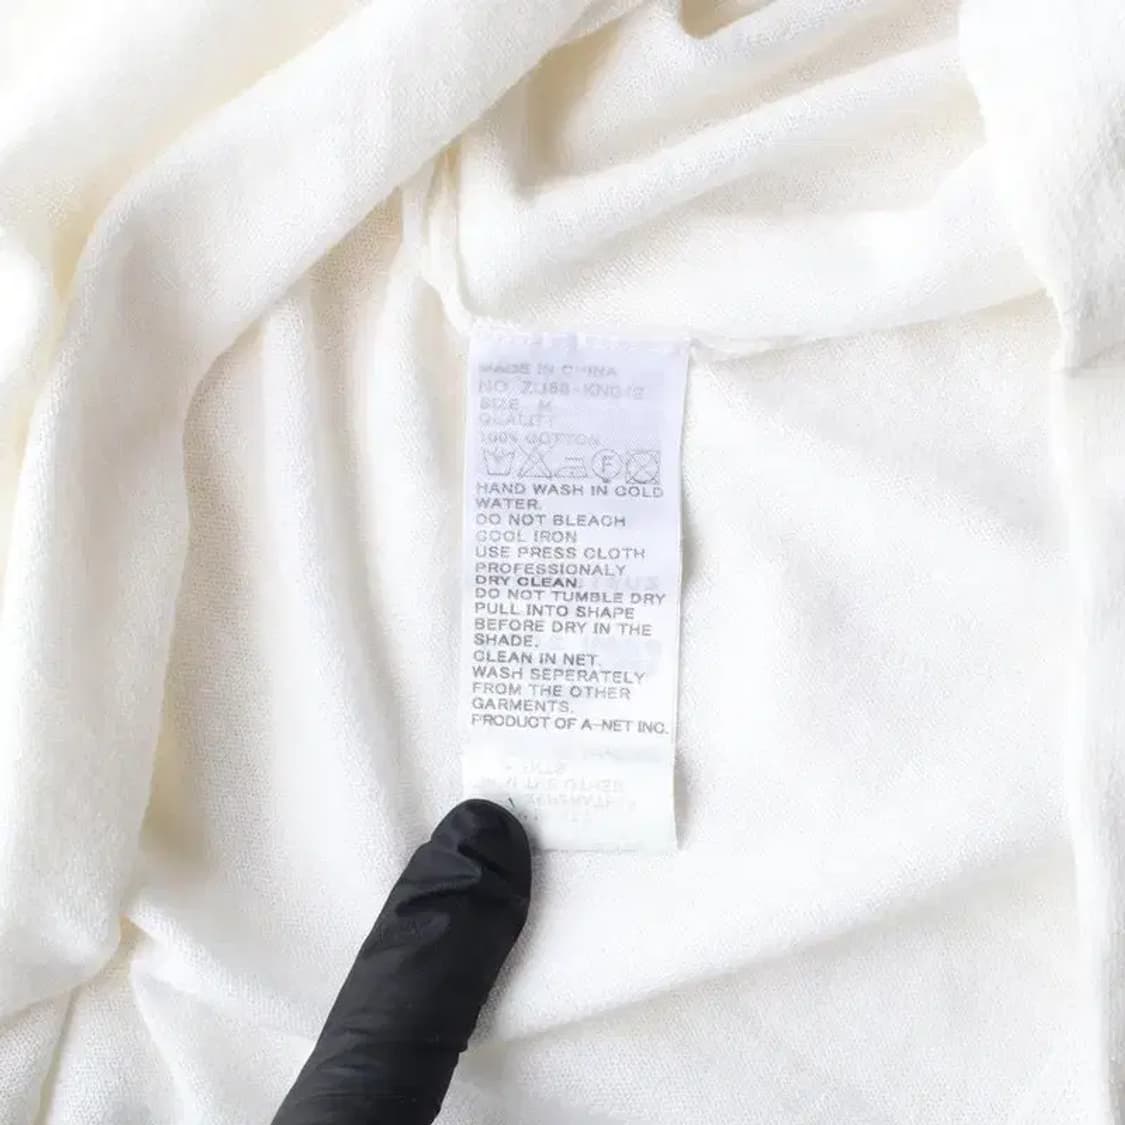 MADE IN CHINA
NO.
SIZE M
QUALITY
100% COTTON
F
HAND WASH IN COLD
WATER.
DO NOT BLEACH
COOL IRON
USE PRESS CLOTH
PROFESSIONALY
DRY CLEAN.
DO NOT TUMBLE DRY
PULL INTO SHAPE
BEFORE DRY IN THE
SHADE.
CLEAN IN NET.
WASH SEPERATELY
FROM THE OTHER
GARMENTS.
PRODUCT OF A-NET INC.